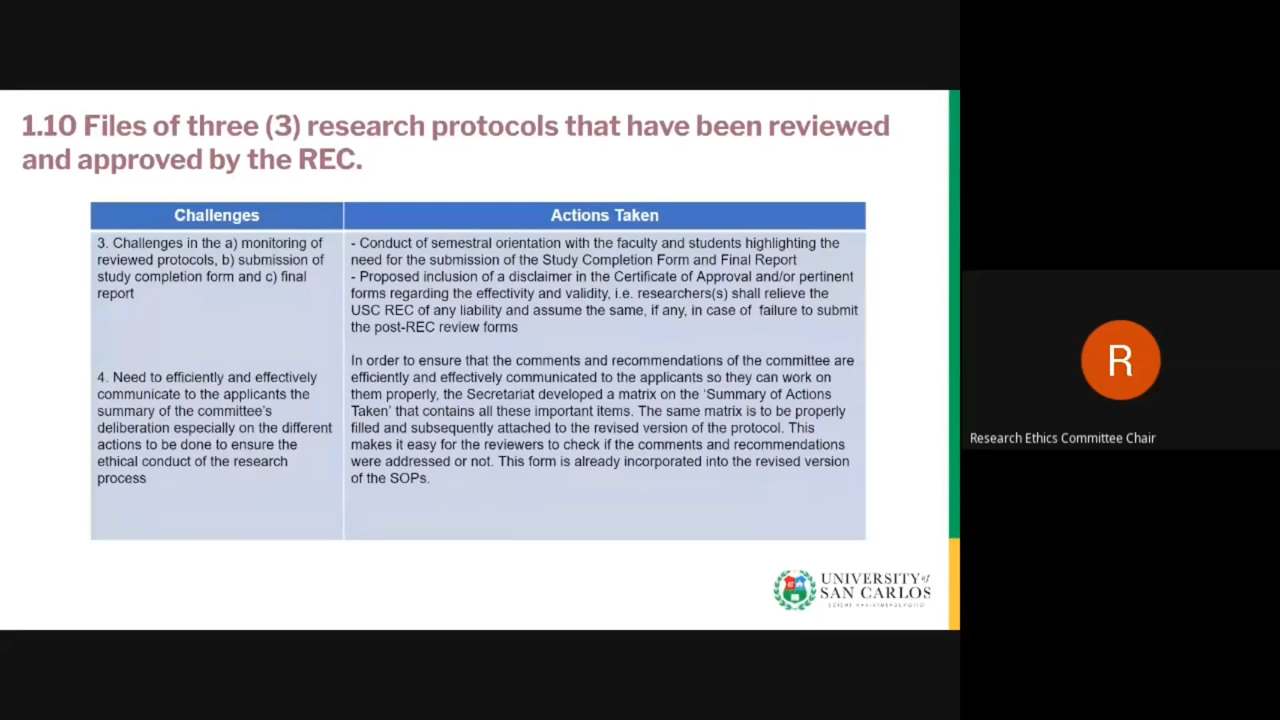 1.10 Files of three (3) research protocols that have been reviewed
and approved by the REC.
Challenges
Actions Taken
3. Challenges in the a) monitoring of
reviewed protocols, b) submission of
study completion form and c) final
report
- Conduct of semestral orientation with the faculty and students highlighting the
need for the submission of the Study Completion Form and Final Report
- Proposed inclusion of a disclaimer in the Certificate of Approval and/or pertinent
forms regarding the effectivity and validity, i.e. researchers(s) shall relieve the
USC REC of any liability and assume the same, if any, in case of failure to submit
the post-REC review forms
4. Need to efficiently and effectively
communicate to the applicants the
summary of the committee's
deliberation especially on the different
actions to be done to ensure the
ethical conduct of the research
process
In order to ensure that the comments and recommendations of the committee are
efficiently and effectively communicated to the applicants so they can work on
them properly, the Secretariat developed a matrix on the ‘Summary of Actions
Taken’ that contains all these important items. The same matrix is to be properly
filled and subsequently attached to the revised version of the protocol. This
makes it easy for the reviewers to check if the comments and recommendations
were addressed or not. This form is already incorporated into the revised version
of the SOPs.
UNIVERSITY of
SAN CARLOS
R
Research Ethics Committee Chair